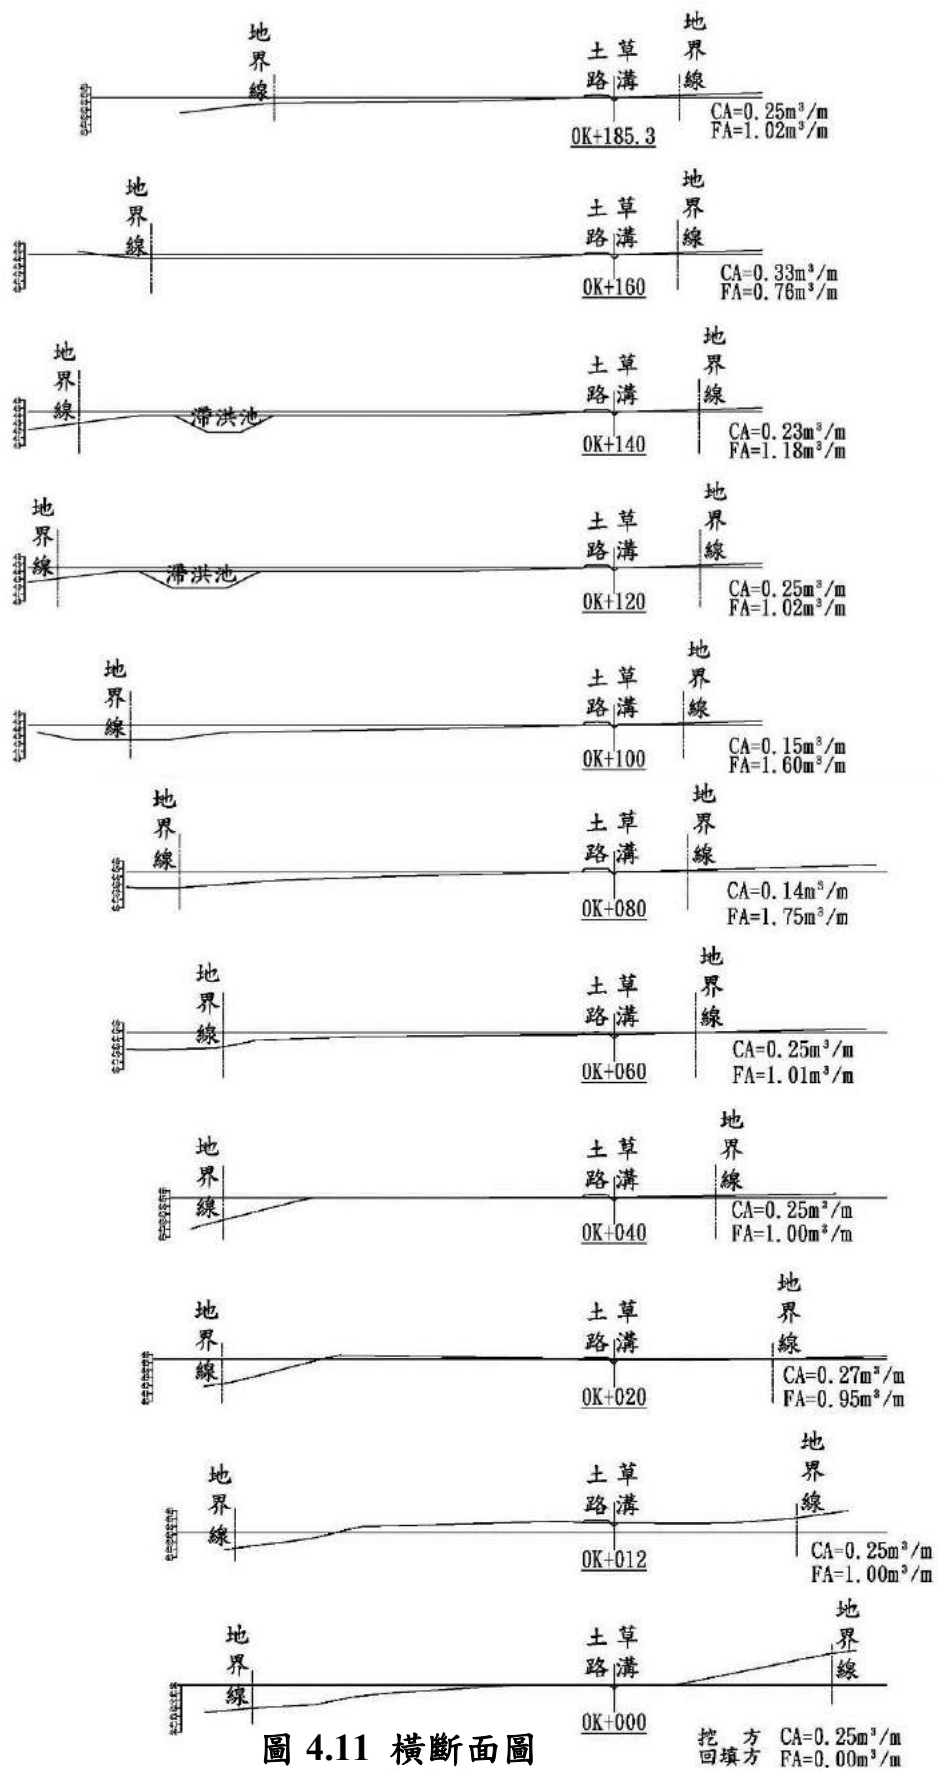 地界線
土路
草溝
地界線
0K+185.3
CA=0.25m³/m
FA=1.02m³/m
地界線
土路
草溝
地界線
0K+160
CA=0.33m³/m
FA=0.76m³/m
地界線
滯洪池
土路
草溝
地界線
0K+140
CA=0.23m³/m
FA=1.18m³/m
地界線
滯洪池
土路
草溝
地界線
0K+120
CA=0.25m³/m
FA=1.02m³/m
地界線
土路
草溝
地界線
0K+100
CA=0.15m³/m
FA=1.60m³/m
地界線
土路
草溝
地界線
0K+080
CA=0.14m³/m
FA=1.75m³/m
地界線
土路
草溝
地界線
0K+060
CA=0.25m³/m
FA=1.01m³/m
地界線
土路
草溝
地界線
0K+040
CA=0.25m³/m
FA=1.00m³/m
地界線
土路
草溝
地界線
0K+020
CA=0.27m³/m
FA=0.95m³/m
地界線
土路
草溝
地界線
0K+012
CA=0.25m³/m
FA=1.00m³/m
地界線
土路
草溝
地界線
0K+000
挖 方 CA=0.25m³/m
回填方 FA=0.00m³/m
圖 4.11 橫斷面圖